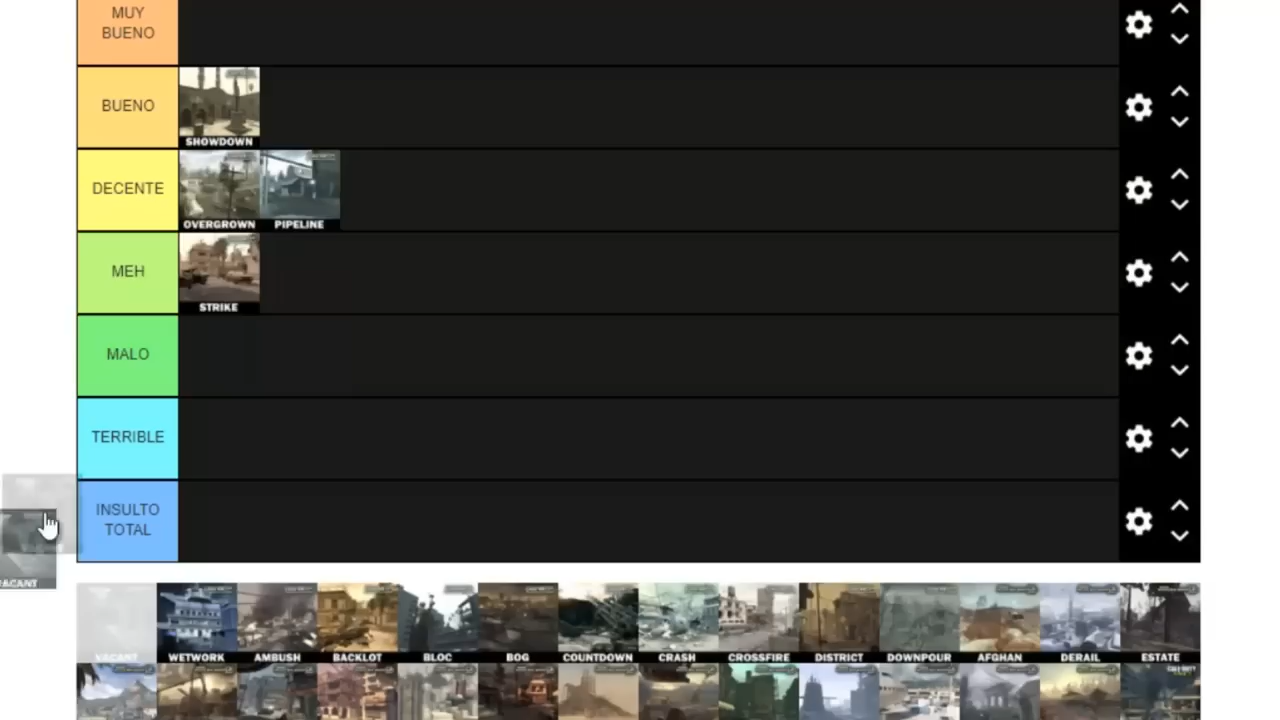 MUY
BUENO
BUENO
SHOWDOWN
DECENTE
OVERGROWN PIPELINE
MEH
STRIKE
MALO
TERRIBLE
INSULTO
TOTAL
VACANT WETWORK AMBUSH BACKLOT BLOC BOG COUNTDOWN CRASH CROSSFIRE DISTRICT DOWNPOUR AFGHAN DERAIL ESTATE